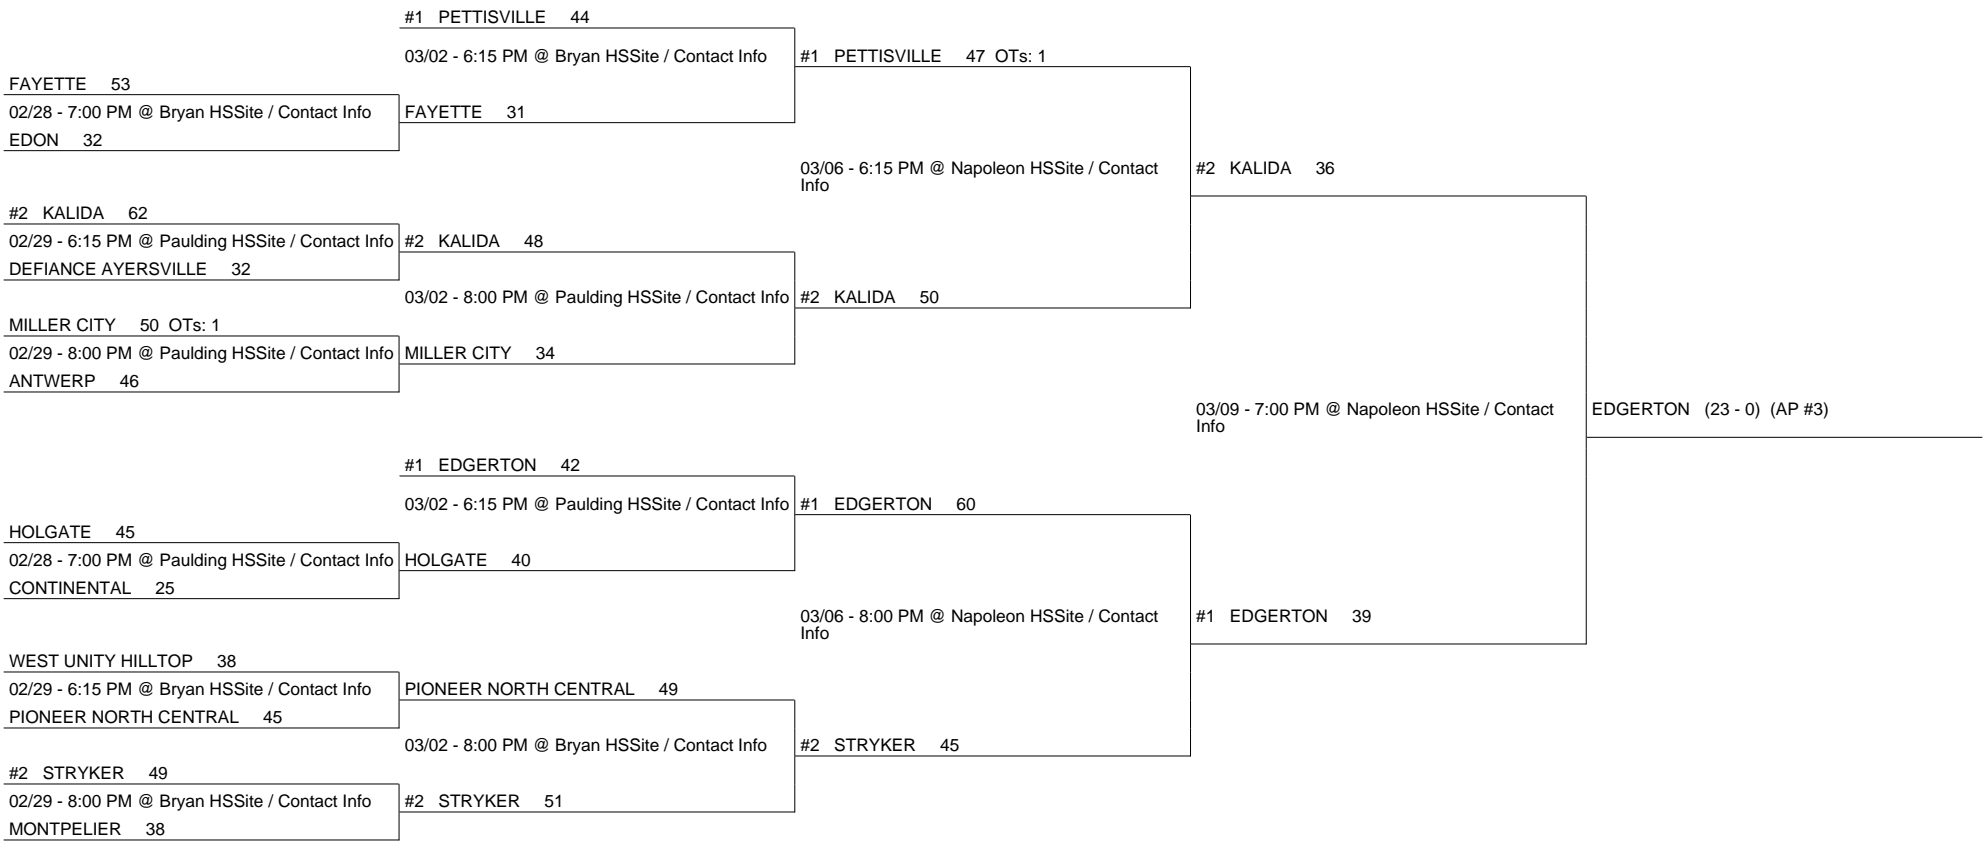 #1 PETTISVILLE 44
03/02 - 6:15 PM @ Bryan HSSite / Contact Info
#1 PETTISVILLE 47 OTs: 1
FAYETTE 53
02/28 - 7:00 PM @ Bryan HSSite / Contact Info
FAYETTE 31
EDON 32
03/06 - 6:15 PM @ Napoleon HSSite / Contact
Info
#2 KALIDA 36
#2 KALIDA 62
02/29 - 6:15 PM @ Paulding HSSite / Contact Info
#2 KALIDA 48
DEFIANCE AYERSVILLE 32
03/02 - 8:00 PM @ Paulding HSSite / Contact Info
#2 KALIDA 50
MILLER CITY 50 OTs: 1
02/29 - 8:00 PM @ Paulding HSSite / Contact Info
MILLER CITY 34
ANTWERP 46
03/09 - 7:00 PM @ Napoleon HSSite / Contact
Info
EDGERTON (23 - 0) (AP #3)
#1 EDGERTON 42
03/02 - 6:15 PM @ Paulding HSSite / Contact Info
#1 EDGERTON 60
HOLGATE 45
02/28 - 7:00 PM @ Paulding HSSite / Contact Info
HOLGATE 40
CONTINENTAL 25
03/06 - 8:00 PM @ Napoleon HSSite / Contact
Info
#1 EDGERTON 39
WEST UNITY HILLTOP 38
02/29 - 6:15 PM @ Bryan HSSite / Contact Info
PIONEER NORTH CENTRAL 49
PIONEER NORTH CENTRAL 45
03/02 - 8:00 PM @ Bryan HSSite / Contact Info
#2 STRYKER 45
#2 STRYKER 49
02/29 - 8:00 PM @ Bryan HSSite / Contact Info
#2 STRYKER 51
MONTPELIER 38